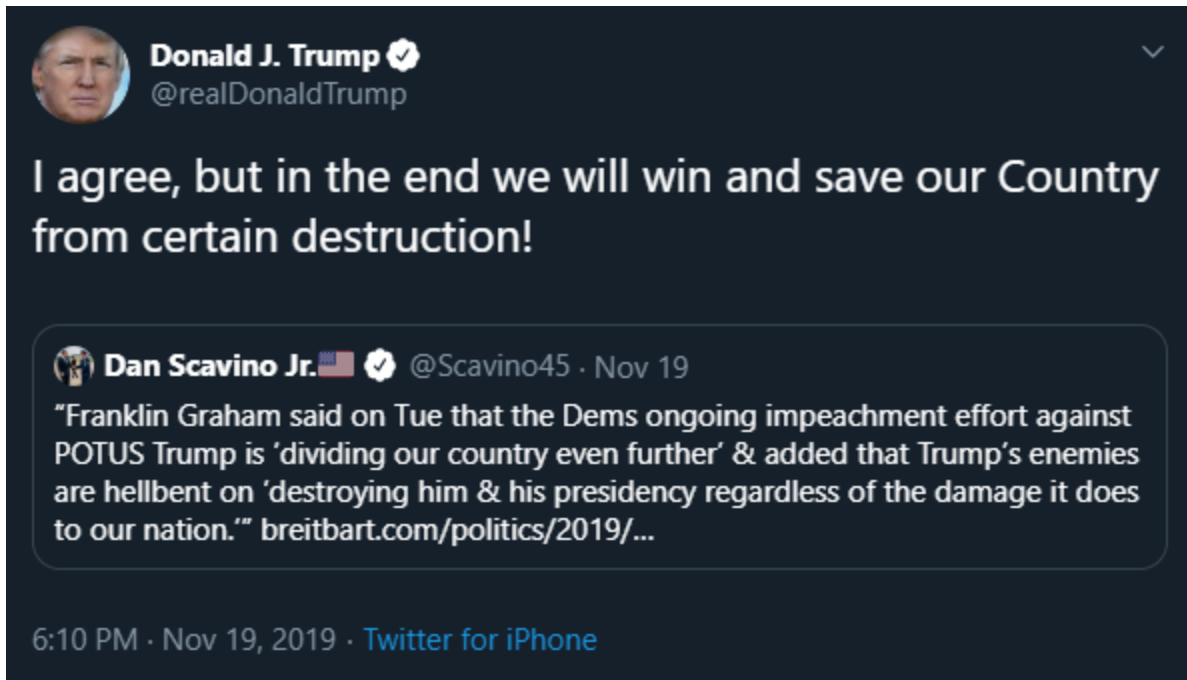 Donald J. Trump
@realDonaldTrump
I agree, but in the end we will win and save our Country
from certain destruction!
Dan Scavino Jr.🇺🇸 @Scavino45 · Nov 19
“Franklin Graham said on Tue that the Dems ongoing impeachment effort against
POTUS Trump is ‘dividing our country even further’ & added that Trump’s enemies
are hellbent on ‘destroying him & his presidency regardless of the damage it does
to our nation.’” breitbart.com/politics/2019/...
6:10 PM · Nov 19, 2019 · Twitter for iPhone